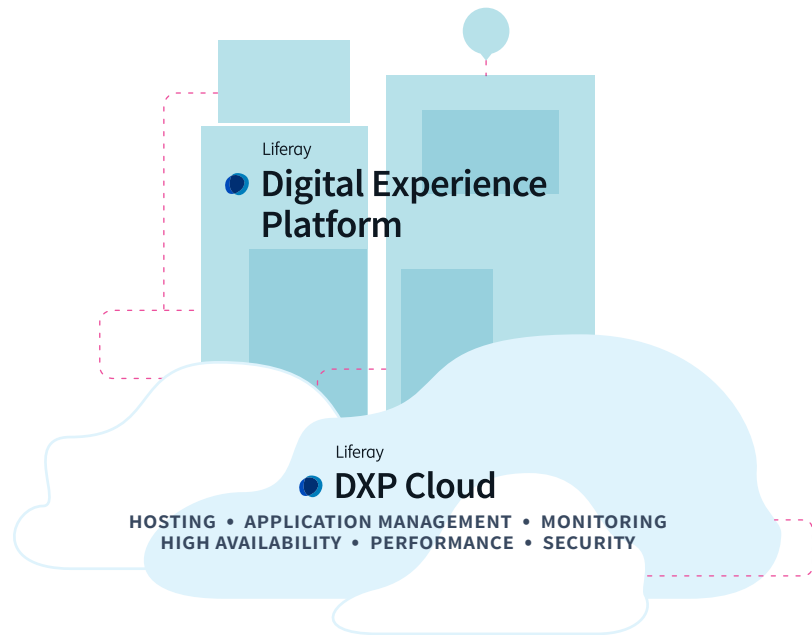 Liferay
Digital Experience
Platform
Liferay
DXP Cloud
HOSTING • APPLICATION MANAGEMENT • MONITORING
HIGH AVAILABILITY • PERFORMANCE • SECURITY